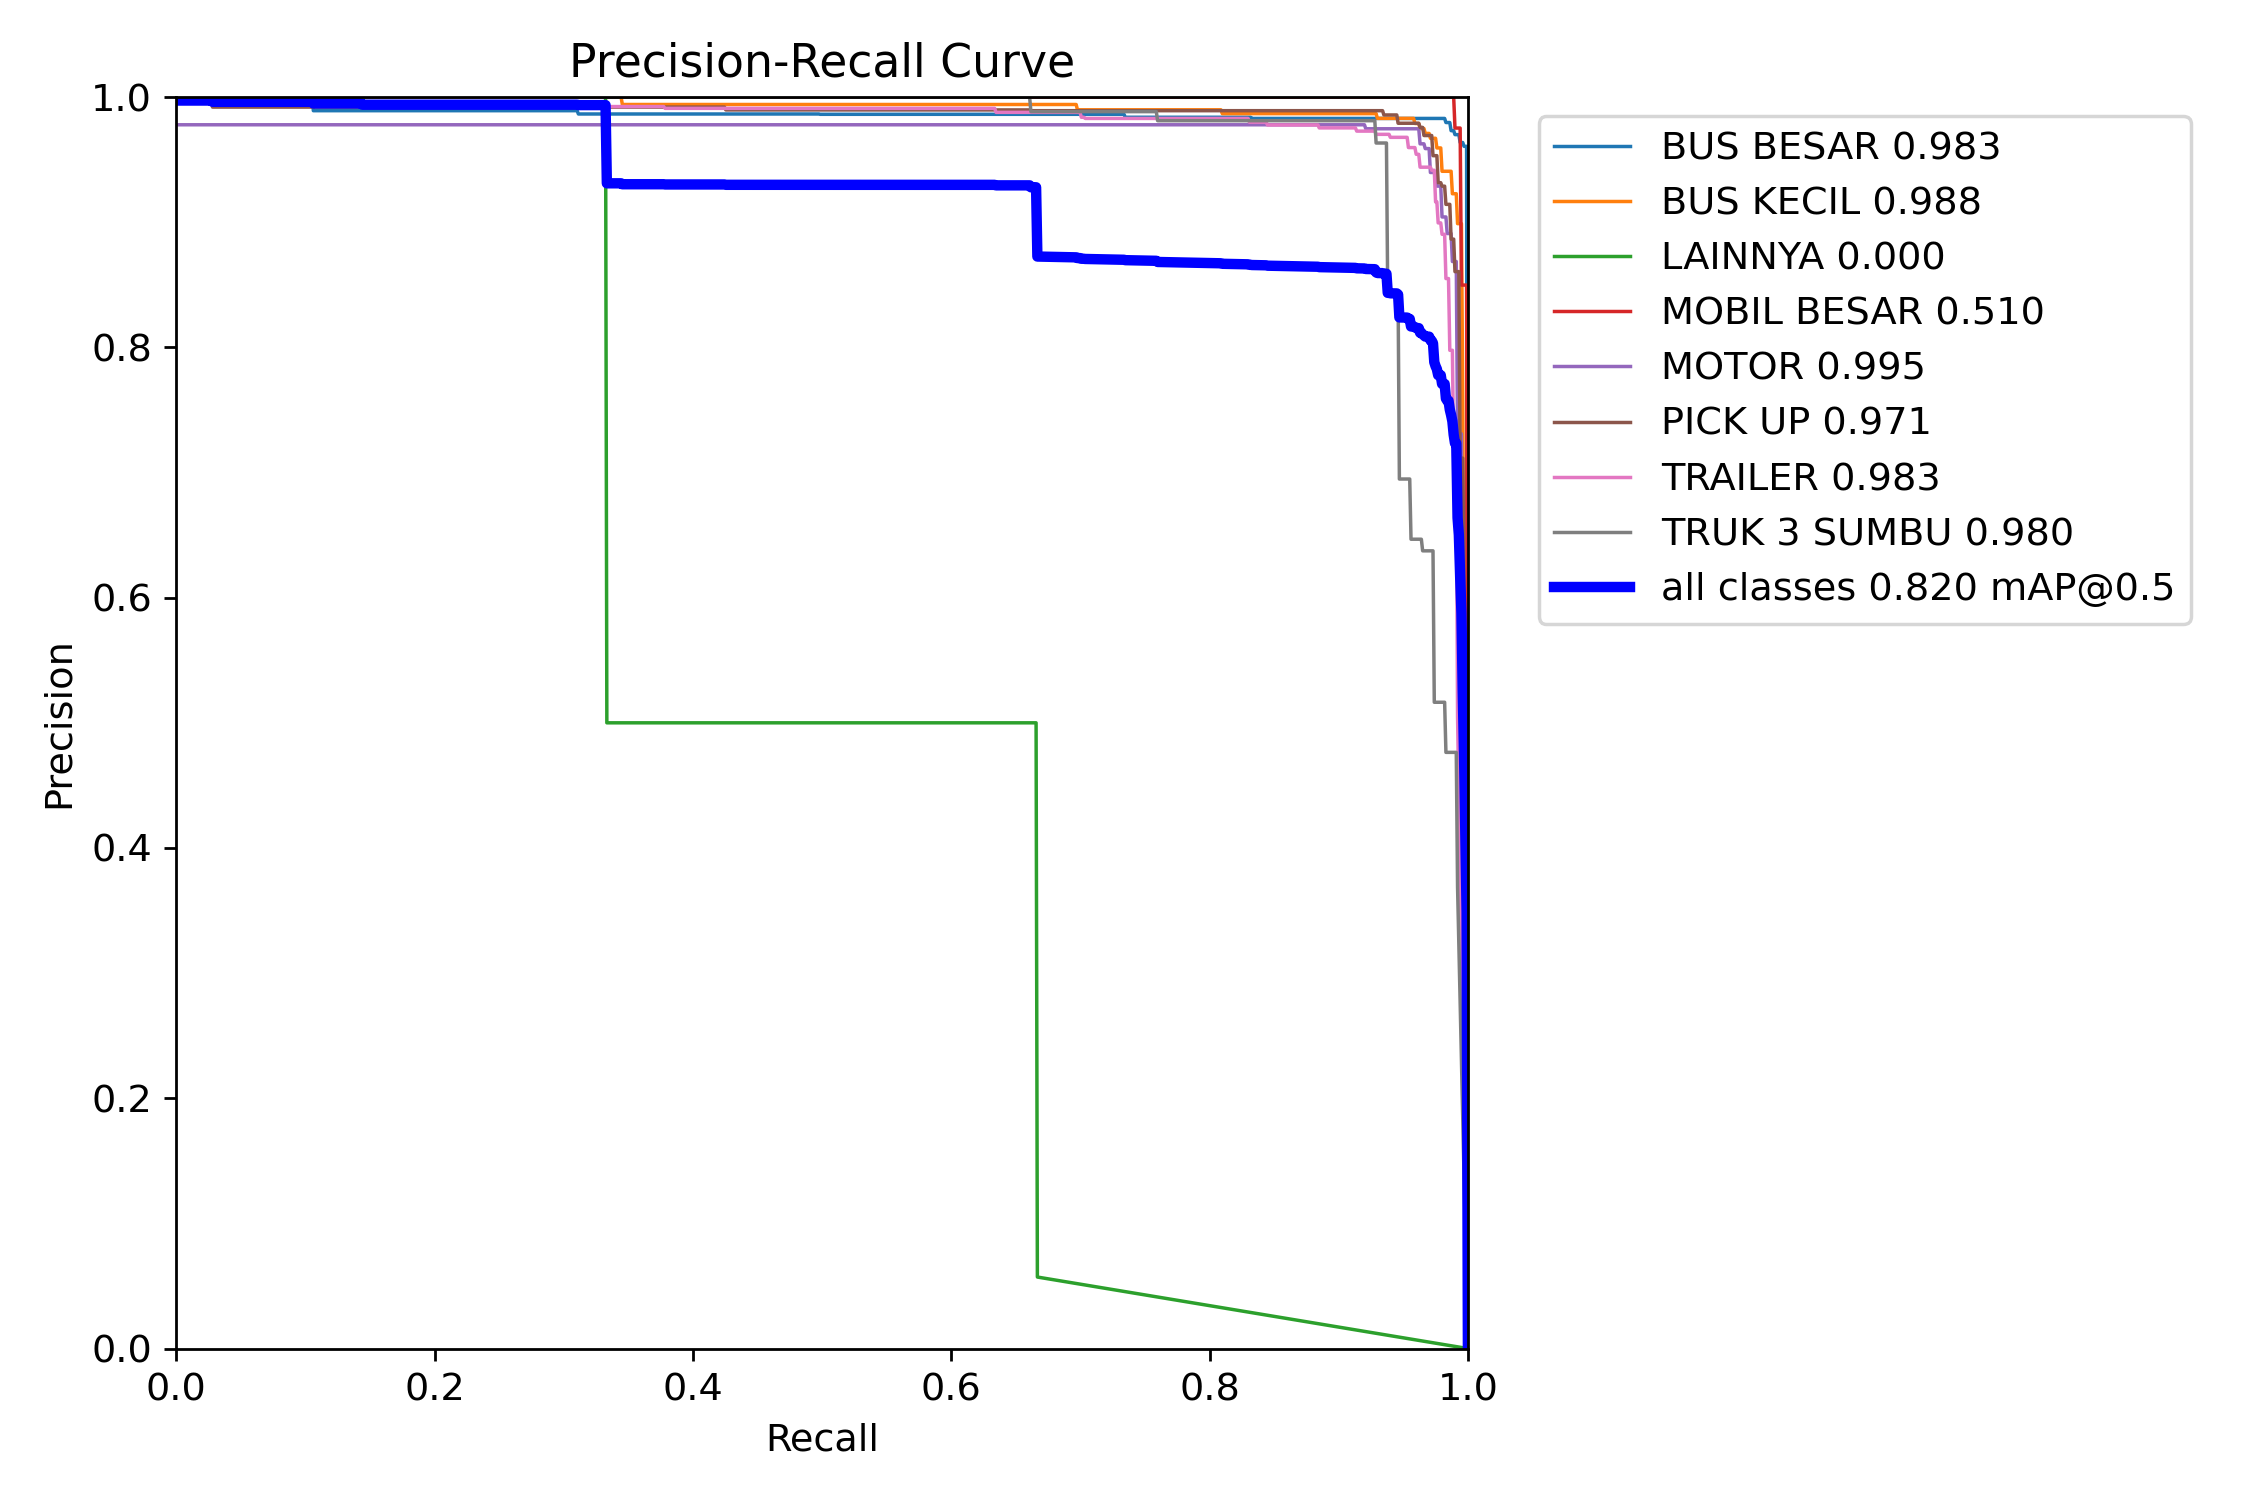 Precision-Recall Curve
1.0
0.8
0.6
0.4
0.2
0.0
Precision
0.0 0.2 0.4 0.6 0.8 1.0
Recall
BUS BESAR 0.983
BUS KECIL 0.988
LAINNYA 0.000
MOBIL BESAR 0.510
MOTOR 0.995
PICK UP 0.971
TRAILER 0.983
TRUK 3 SUMBU 0.980
all classes 0.820 mAP@0.5